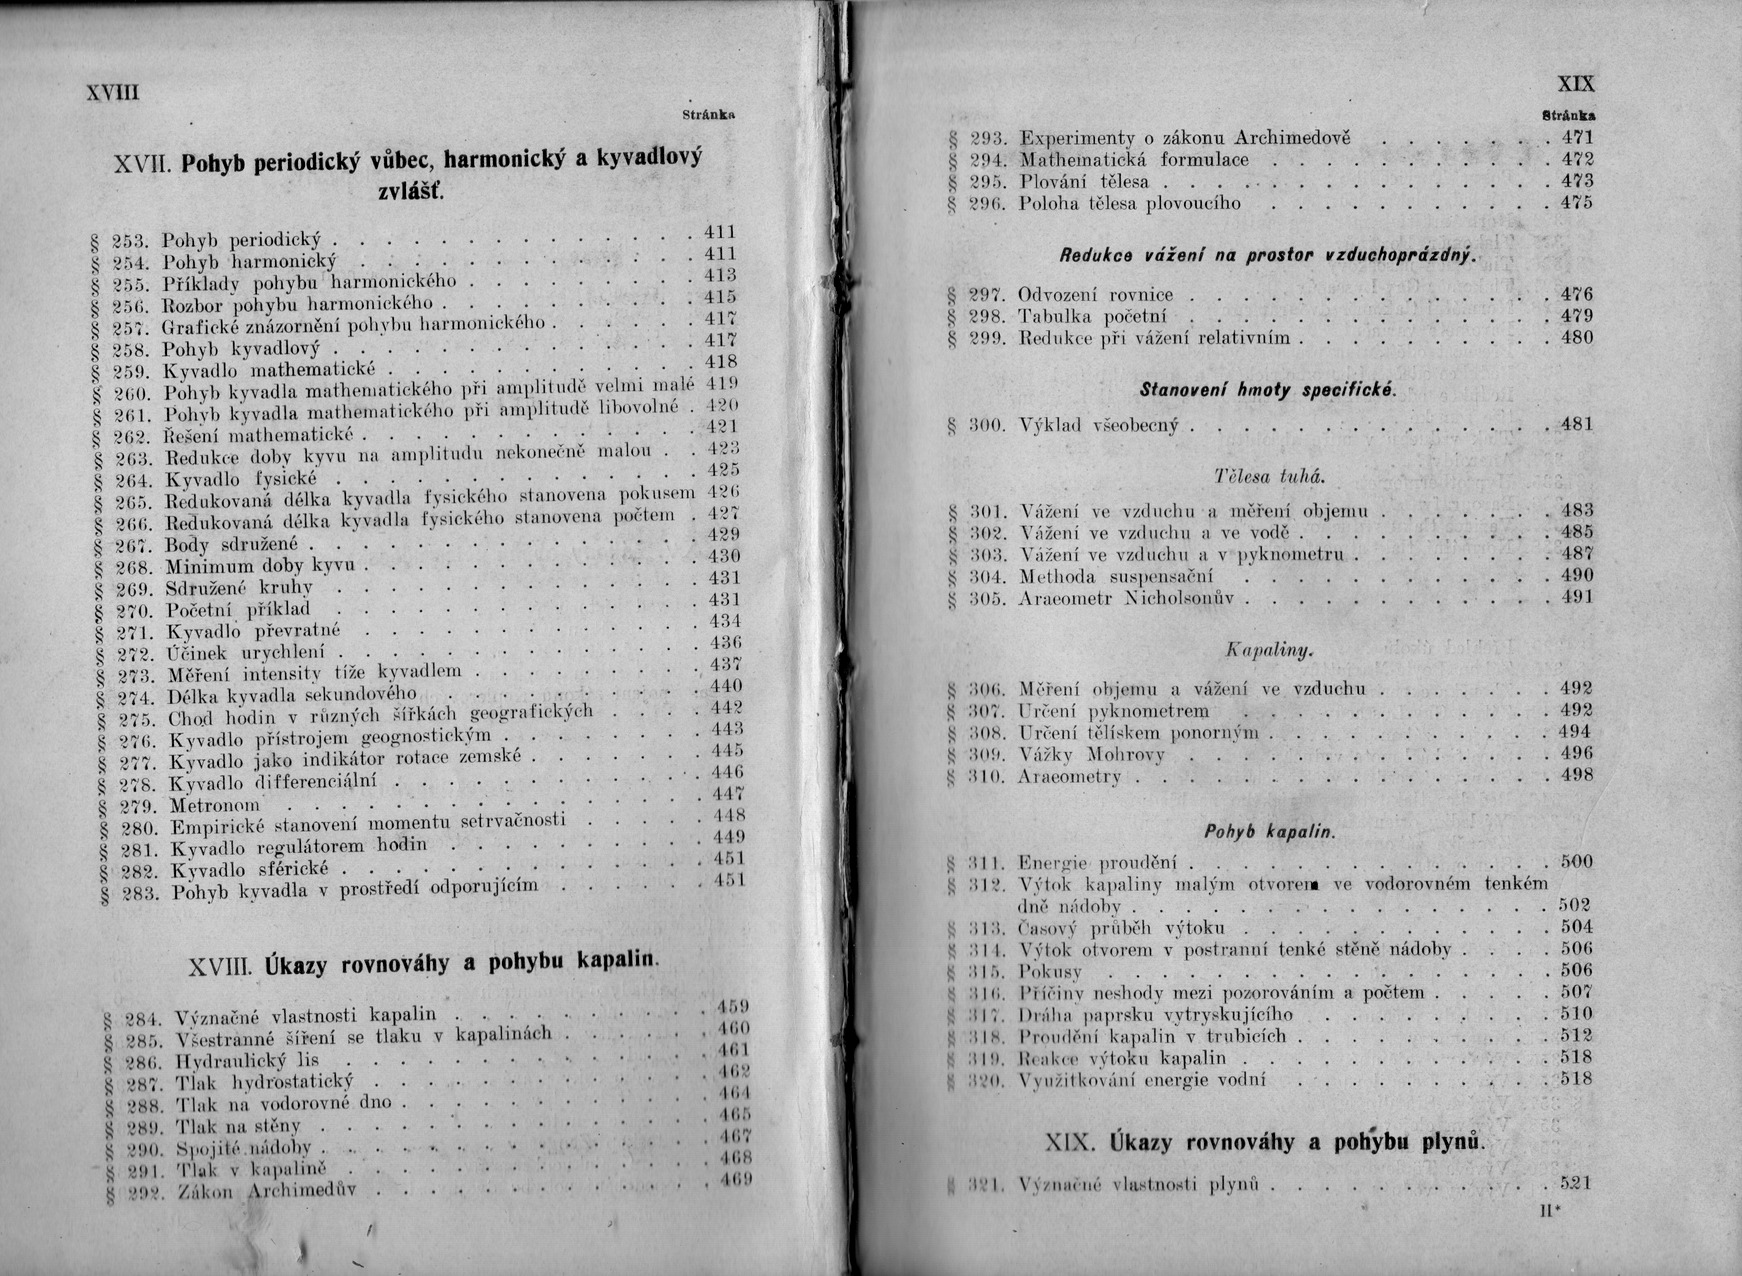 XVIII
Stránka
XVII. Pohyb periodický vůbec, harmonický a kyvadlový
zvlášť.
§ 253. Pohyb periodický . . . . . . . . . . . . . . 411
§ 254. Pohyb harmonický . . . . . . . . . . . . . 411
§ 255. Příklady pohybu harmonického . . . . . . . . . 413
§ 256. Rozbor pohybu harmonického . . . . . . . . . . 415
§ 257. Grafické znázornění pohybu harmonického . . . . . . 417
§ 258. Pohyb kyvadlový . . . . . . . . . . . . . . 417
§ 259. Kyvadlo mathematické . . . . . . . . . . . . 418
§ 260. Pohyb kyvadla mathematického při amplitudě velmi malé 419
§ 261. Pohyb kyvadla mathematického při amplitudě libovolné . 420
§ 262. Řešení mathematické . . . . . . . . . . . . . 421
§ 263. Redukce doby kyvu na amplitudu nekonečně malou . . 423
§ 264. Kyvadlo fysické . . . . . . . . . . . . . . 425
§ 265. Redukovaná délka kyvadla fysického stanovena pokusem 426
§ 266. Redukovaná délka kyvadla fysického stanovena počtem . 427
§ 267. Body sdružené . . . . . . . . . . . . . . . 429
§ 268. Minimum doby kyvu . . . . . . . . . . . . . 430
§ 269. Sdružené kruhy . . . . . . . . . . . . . . 431
§ 270. Početní příklad . . . . . . . . . . . . . . 431
§ 271. Kyvadlo převratné . . . . . . . . . . . . . 434
§ 272. Účinek urychlení . . . . . . . . . . . . . . 436
§ 273. Měření intensity tíže kyvadlem . . . . . . . . . 437
§ 274. Délka kyvadla sekundového . . . . . . . . . . 440
§ 275. Chod hodin v různých šířkách geografických . . . . 442
§ 276. Kyvadlo přístrojem geognostickým . . . . . . . . 443
§ 277. Kyvadlo jako indikátor rotace zemské . . . . . . . 445
§ 278. Kyvadlo differenciální . . . . . . . . . . . . 446
§ 279. Metronom . . . . . . . . . . . . . . . . 447
§ 280. Empirické stanovení momentu setrvačnosti . . . . . 448
§ 281. Kyvadlo regulátorem hodin . . . . . . . . . . 449
§ 282. Kyvadlo sférické . . . . . . . . . . . . . . 451
§ 283. Pohyb kyvadla v prostředí odporujícím . . . . . . 451
XVIII. Úkazy rovnováhy a pohybu kapalin.
§ 284. Význačné vlastnosti kapalin . . . . . . . . . . 459
§ 285. Všestranné šíření se tlaku v kapalinách . . . . . . 460
§ 286. Hydraulický lis . . . . . . . . . . . . . . 461
§ 287. Tlak hydrostatický . . . . . . . . . . . . . 462
§ 288. Tlak na vodorovné dno . . . . . . . . . . . . 464
§ 289. Tlak na stěny . . . . . . . . . . . . . . . 465
§ 290. Spojité nádoby . . . . . . . . . . . . . . . 467
§ 291. Tlak v kapalině . . . . . . . . . . . . . . 468
§ 292. Zákon Archimedův . . . . . . . . . . . . . 469
XIX
Stránka
§ 293. Experimenty o zákonu Archimedově . . . . . . . 471
§ 294. Mathematická formulace . . . . . . . . . . . 472
§ 295. Plování tělesa . . . . . . . . . . . . . . . 473
§ 296. Poloha tělesa plovoucího . . . . . . . . . . . 475
Redukce vážení na prostor vzduchoprázdný.
§ 297. Odvození rovnice . . . . . . . . . . . . . . 476
§ 298. Tabulka početní . . . . . . . . . . . . . . 479
§ 299. Redukce při vážení relativním . . . . . . . . . . 480
Stanovení hmoty specifické.
§ 300. Výklad všeobecný . . . . . . . . . . . . . . 481
Tělesa tuhá.
§ 301. Vážení ve vzduchu a měření objemu . . . . . . . 483
§ 302. Vážení ve vzduchu a ve vodě . . . . . . . . . . 485
§ 303. Vážení ve vzduchu a v pyknometru . . . . . . . . 487
§ 304. Methoda suspensační . . . . . . . . . . . . 490
§ 305. Araeometr Nicholsonův . . . . . . . . . . . . 491
Kapaliny.
§ 306. Měření objemu a vážení ve vzduchu . . . . . . . 492
§ 307. Určení pyknometrem . . . . . . . . . . . . 492
§ 308. Určení tělískem ponorným . . . . . . . . . . . 494
§ 309. Vážky Mohrovy . . . . . . . . . . . . . . 496
§ 310. Araeometry . . . . . . . . . . . . . . . . 498
Pohyb kapalin.
§ 311. Energie proudění . . . . . . . . . . . . . . 500
§ 312. Výtok kapaliny malým otvorem ve vodorovném tenkém
dně nádoby . . . . . . . . . . . . . . . . 502
§ 313. Časový průběh výtoku . . . . . . . . . . . . 504
§ 314. Výtok otvorem v postranní tenké stěně nádoby . . . . 506
§ 315. Pokusy . . . . . . . . . . . . . . . . . 506
§ 316. Příčiny neshody mezi pozorováním a počtem . . . . . 507
§ 317. Dráha paprsku vytryskujícího . . . . . . . . . 510
§ 318. Proudění kapalin v trubicích . . . . . . . . . . 512
§ 319. Reakce výtoku kapalin . . . . . . . . . . . . 518
§ 320. Využitkování energie vodní . . . . . . . . . . 518
XIX. Úkazy rovnováhy a pohybu plynů.
§ 321. Význačné vlastnosti plynů . . . . . . . . . . . 521
II*